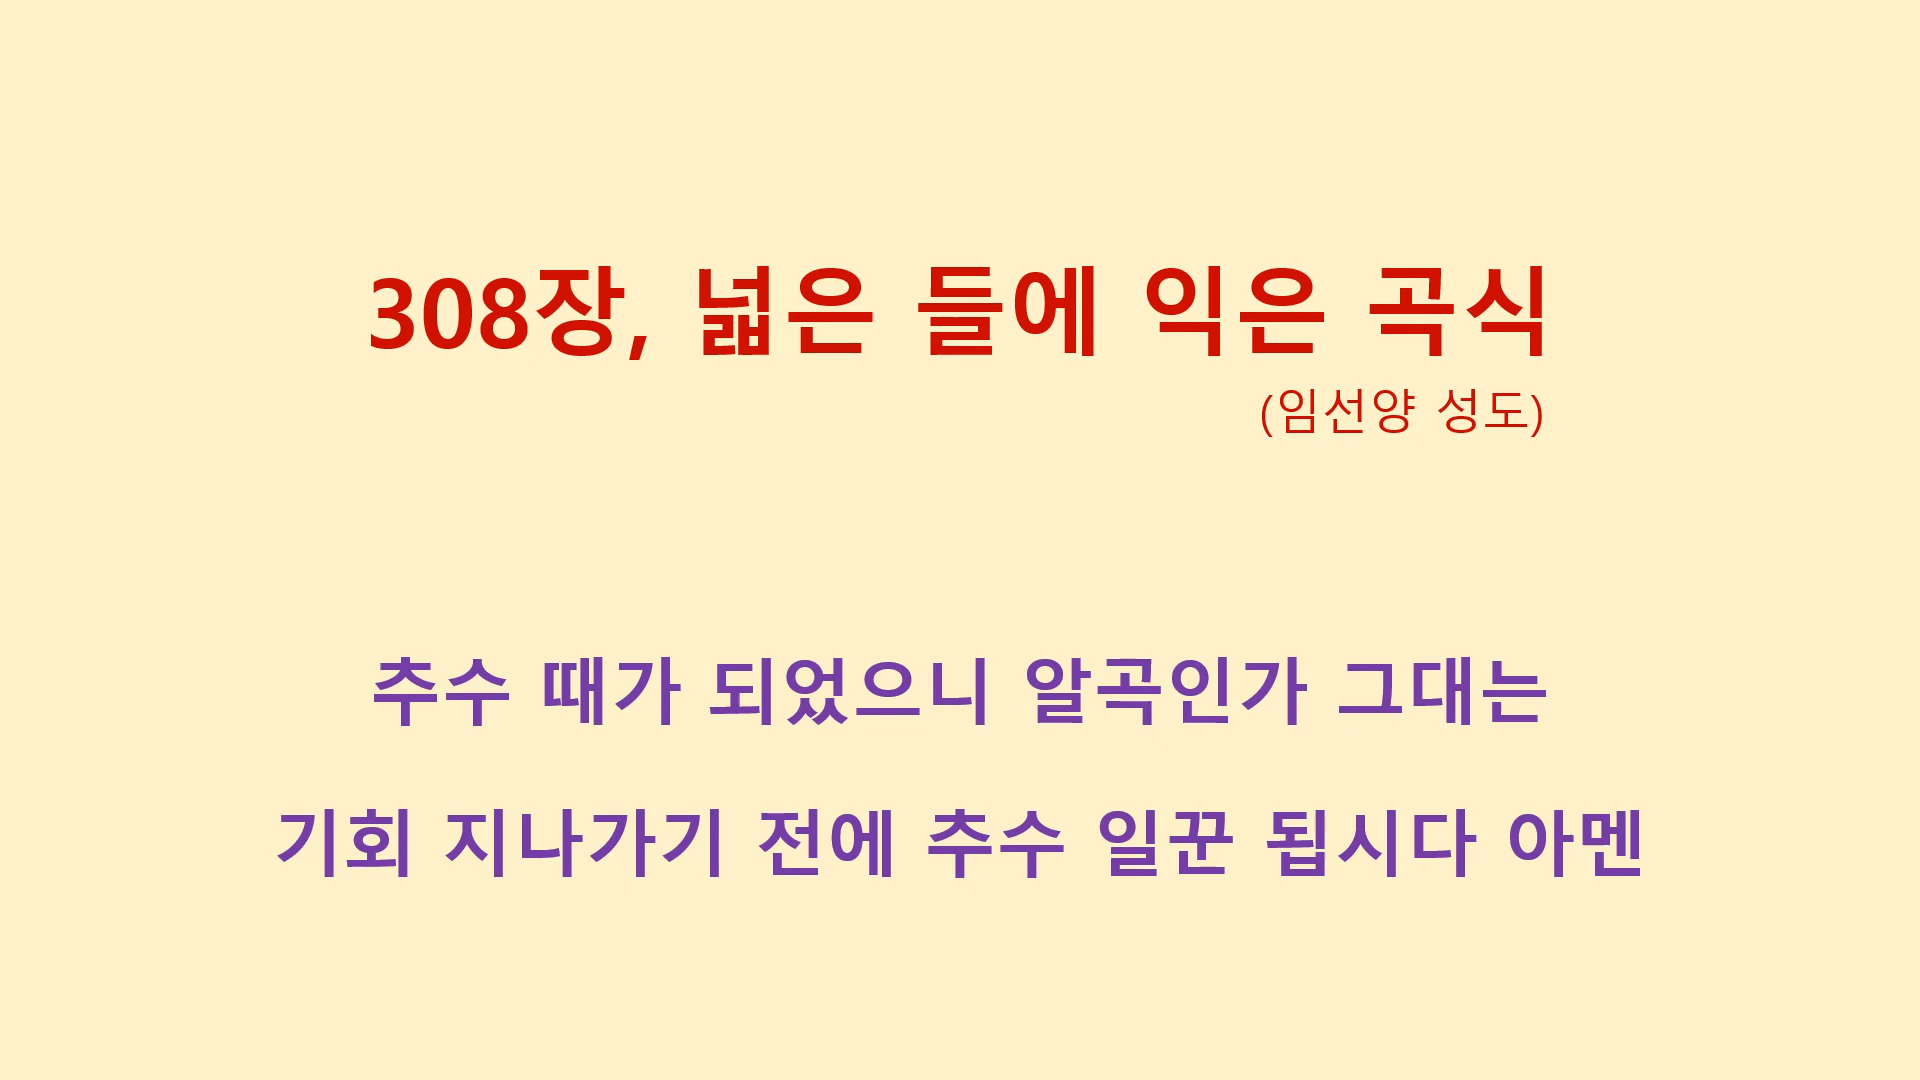 308장, 넓은 들에 익은 곡식
(임선양 성도)
추수 때가 되었으니 알곡인가 그대는
기회 지나가기 전에 추수 일꾼 됩시다 아멘